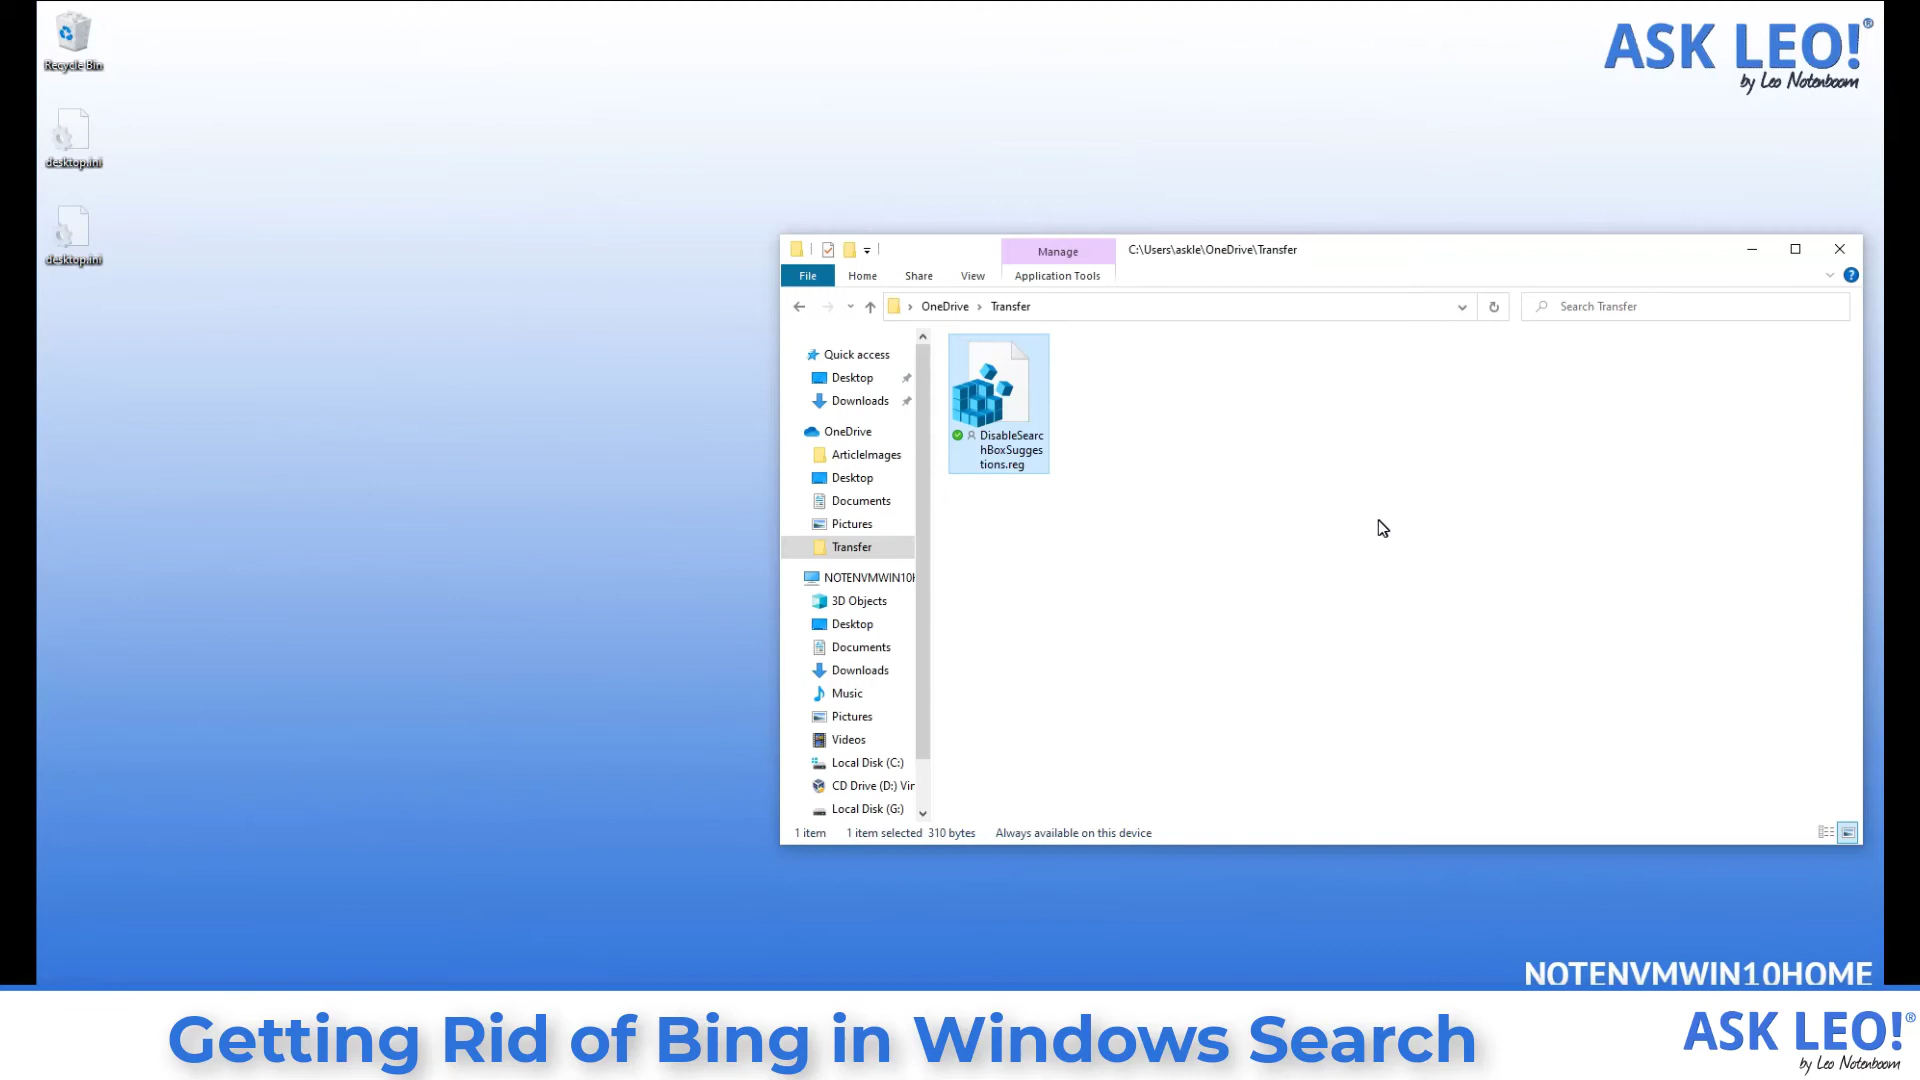 Recycle Bin
desktop.ini
desktop.ini
ASK LEO!®
by Leo Notenboom
Manage
C:\Users\askle\OneDrive\Transfer
File
Home
Share
View
Application Tools
OneDrive
Transfer
Search Transfer
Quick access
Desktop
Downloads
OneDrive
ArticleImages
Desktop
Documents
Pictures
Transfer
NOTENVMWIN10H
3D Objects
Desktop
Documents
Downloads
Music
Pictures
Videos
Local Disk (C:)
CD Drive (D:) Vir
Local Disk (G:)
DisableSearc
hBoxSugges
tions.reg
1 item
1 item selected 310 bytes
Always available on this device
NOTENVMWIN10HOME
Getting Rid of Bing in Windows Search
ASK LEO!®
by Leo Notenboom